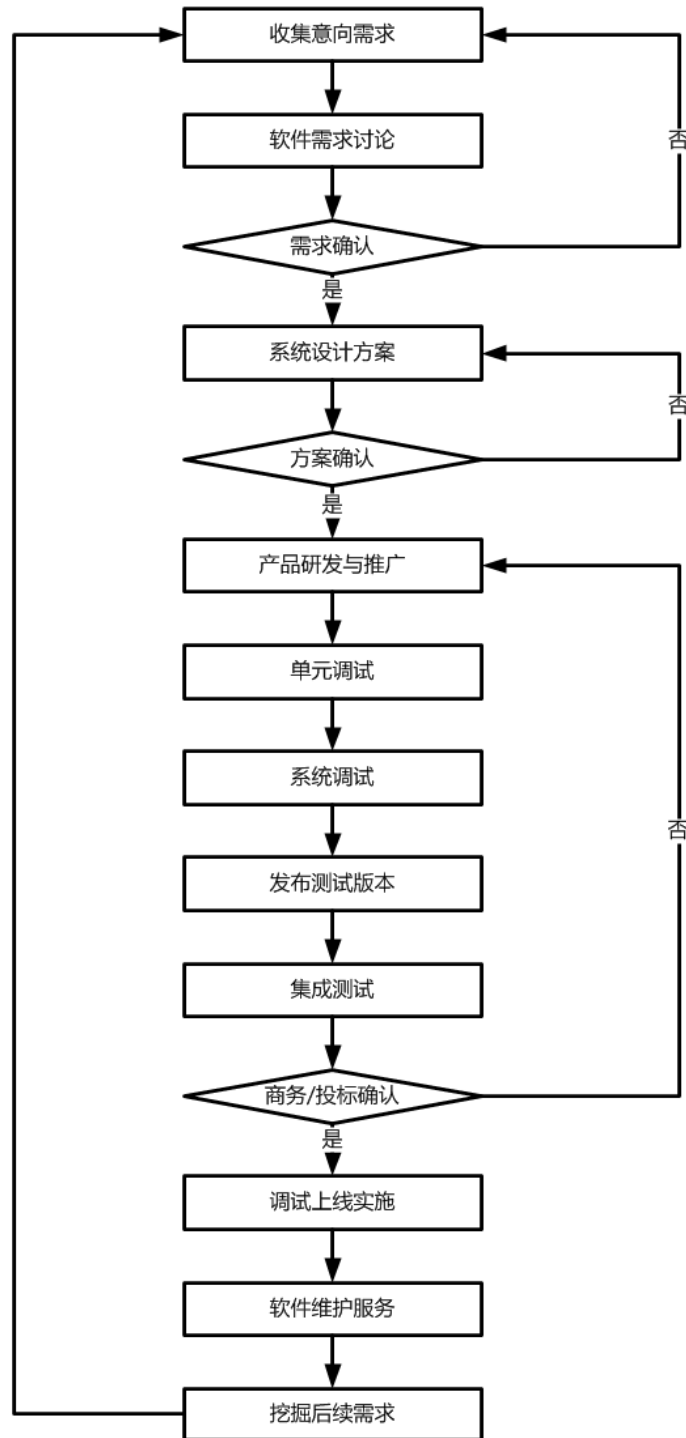 收集意向需求
软件需求讨论
否
需求确认
是
系统设计方案
否
方案确认
是
产品研发与推广
单元调试
系统调试
否
发布测试版本
集成测试
商务/投标确认
是
调试上线实施
软件维护服务
挖掘后续需求